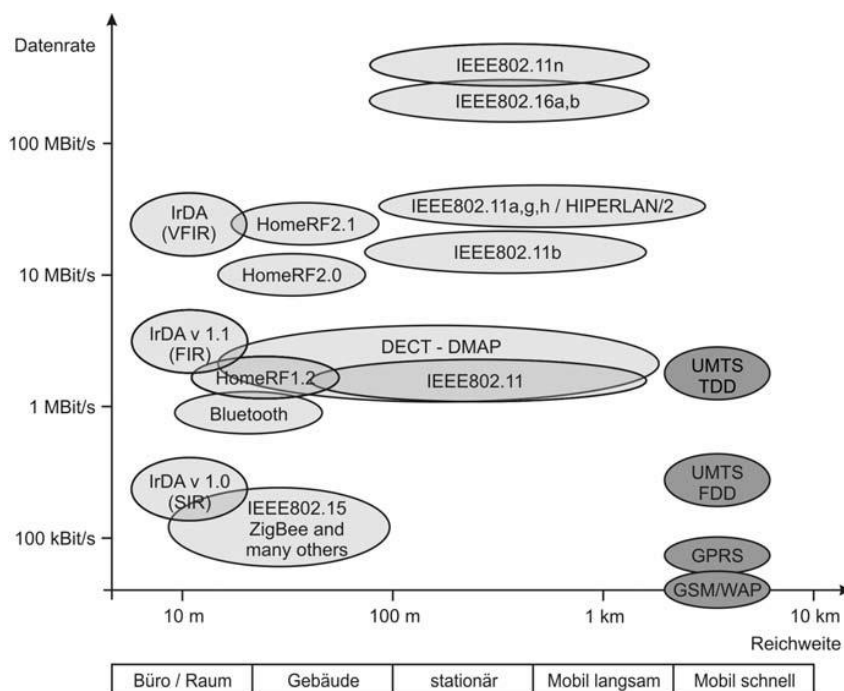 Datenrate
IEEE802.11n
IEEE802.16a,b
100 MBit/s
IrDA
(VFIR)
HomeRF2.1
IEEE802.11a,g,h / HIPERLAN/2
IEEE802.11b
10 MBit/s
HomeRF2.0
IrDA v 1.1
(FIR)
DECT - DMAP
HomeRF1.2
IEEE802.11
UMTS
TDD
1 MBit/s
Bluetooth
IrDA v 1.0
(SIR)
IEEE802.15
ZigBee and
many others
UMTS
FDD
100 kBit/s
GPRS
GSM/WAP
10 m
100 m
1 km
10 km
Reichweite
Büro / Raum
Gebäude
stationär
Mobil langsam
Mobil schnell